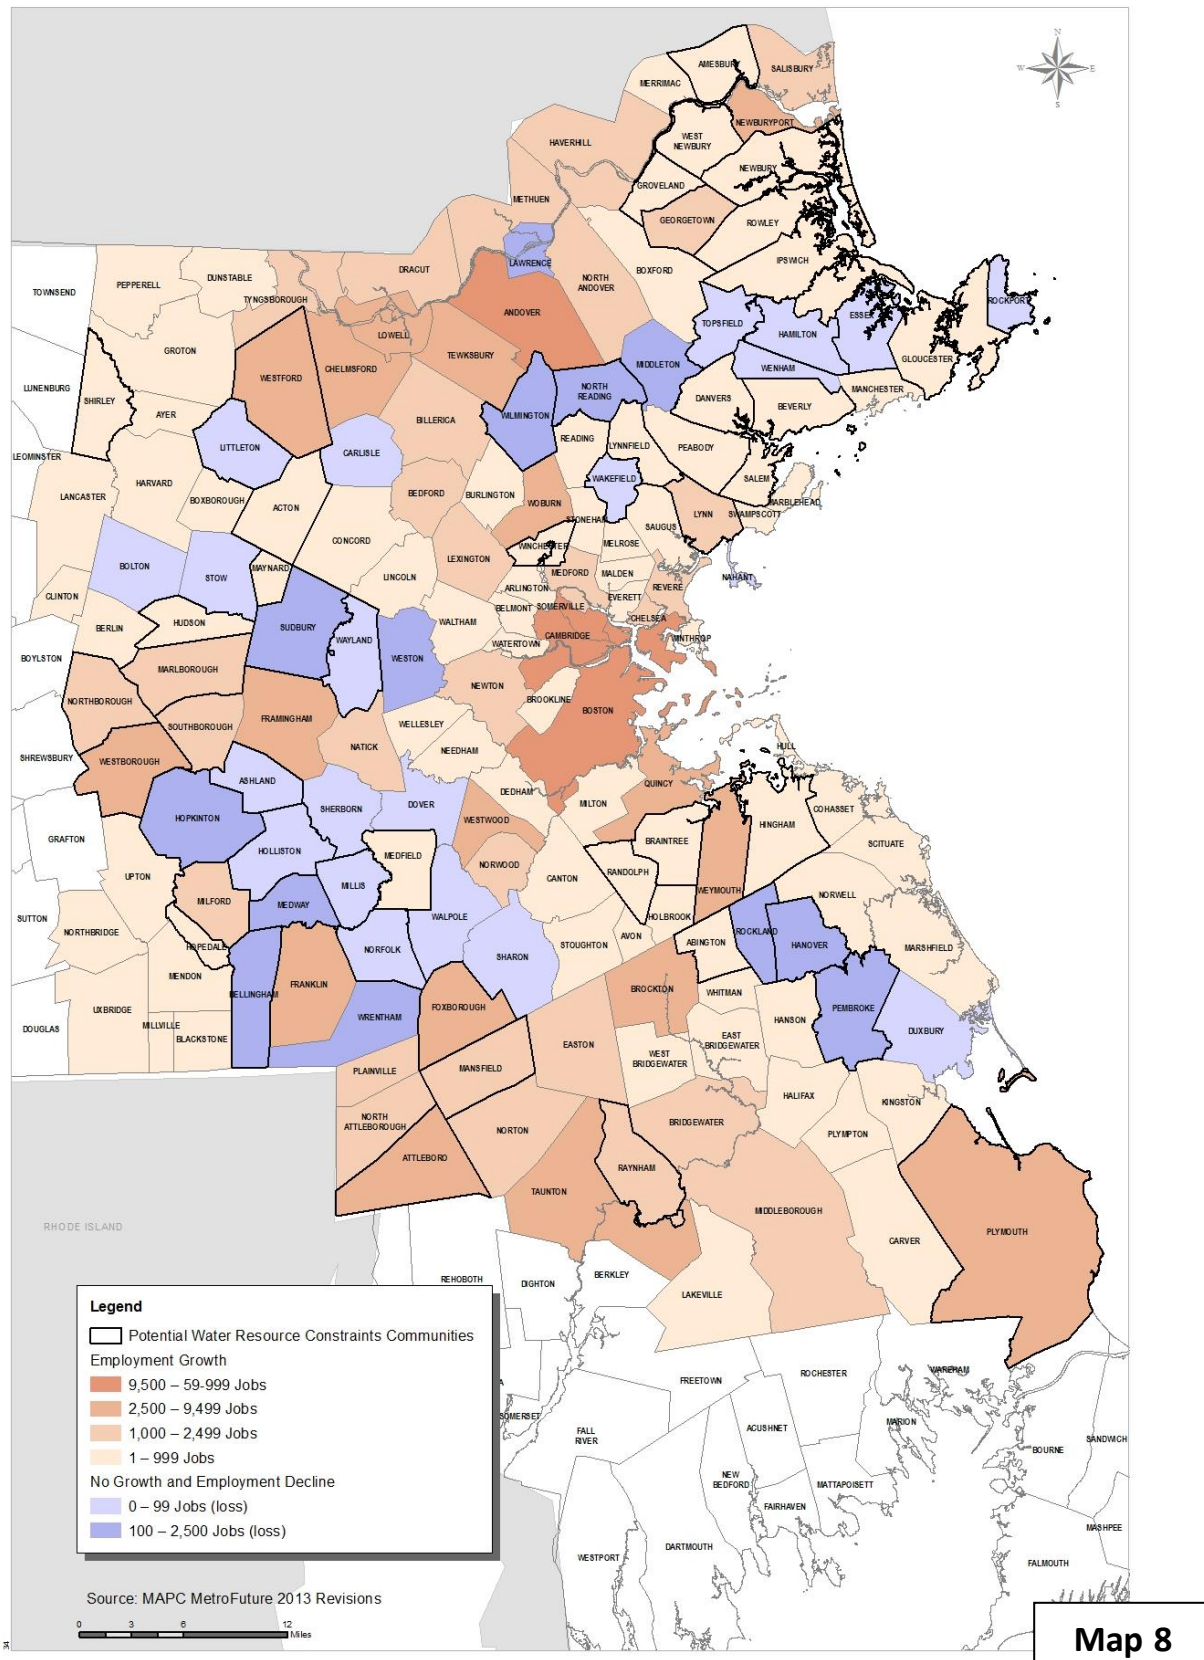 N
W E
S
AMESBURY
SALISBURY
MERRIMAC
NEWBURYPORT
HAVERHILL
WEST
NEWBURY
NEWBURY
GROVELAND
METHUEN
GEORGETOWN
ROWLEY
LAWRENCE
IPSWICH
DRACUT
NORTH
ANDOVER
BOXFORD
DUNSTABLE
PEPPERELL
TOWNSEND
TYNGSBOROUGH
ROCKPORT
ANDOVER
TOPSFIELD
ESSEX
LOWELL
HAMILTON
GROTON
TEWKSBURY
GLOUCESTER
WESTFORD
CHELMSFORD
MIDDLETON
WENHAM
LUNENBURG
SHIRLEY
NORTH
READING
MANCHESTER
DANVERS
BEVERLY
AYER
WILMINGTON
BILLERICA
READING
LYNNFIELD
LITTLETON
CARLISLE
PEABODY
LEOMINSTER
HARVARD
WAKEFIELD
SALEM
LANCASTER
BOXBOROUGH
BEDFORD
BURLINGTON
WOBURN
MARBLEHEAD
ACTON
LYNN
SWAMPSCOTT
STONEHAM
SAUGUS
CONCORD
WINCHESTER
MELROSE
LEXINGTON
BOLTON
STOW
MAYNARD
LINCOLN
MEDFORD
MALDEN
NAHANT
ARLINGTON
REVERE
CLINTON
EVERETT
BELMONT
SOMERVILLE
CHELSEA
BERLIN
HUDSON
SUDBURY
WAYLAND
WALTHAM
CAMBRIDGE
WINTHROP
WATERTOWN
WESTON
BOYLSTON
MARLBOROUGH
NEWTON
NORTHBOROUGH
BROOKLINE
BOSTON
FRAMINGHAM
SOUTHBOROUGH
WELLESLEY
NATICK
NEEDHAM
HULL
SHREWSBURY
WESTBOROUGH
ASHLAND
QUINCY
DEDHAM
SHERBORN
DOVER
MILTON
COHASSET
HOPKINTON
WESTWOOD
HINGHAM
GRAFTON
BRAINTREE
SCITUATE
HOLLISTON
MEDFIELD
NORWOOD
RANDOLPH
UPTON
CANTON
MILLIS
WEYMOUTH
NORWELL
MILFORD
MEDWAY
WALPOLE
HOLBROOK
SUTTON
NORTHBRIDGE
AVON
ROCKLAND
HOPEDALE
NORFOLK
STOUGHTON
ABINGTON
HANOVER
MARSHFIELD
SHARON
MENDON
BELLINGHAM
FRANKLIN
BROCKTON
WHITMAN
FOXBOROUGH
PEMBROKE
UXBRIDGE
WRENTHAM
HANSON
DOUGLAS
MILLVILLE
BLACKSTONE
DUXBURY
EASTON
EAST
BRIDGEWATER
WEST
BRIDGEWATER
PLAINVILLE
MANSFIELD
HALIFAX
KINGSTON
NORTH
ATTLEBOROUGH
NORTON
BRIDGEWATER
PLYMPTON
ATTLEBORO
RAYNHAM
TAUNTON
MIDDLEBOROUGH
RHODE ISLAND
PLYMOUTH
CARVER
REHOBOTH
DIGHTON
BERKLEY
LAKEVILLE
Legend
Potential Water Resource Constraints Communities
Employment Growth
9,500 – 59-999 Jobs
2,500 – 9,499 Jobs
1,000 – 2,499 Jobs
1 – 999 Jobs
No Growth and Employment Decline
0 – 99 Jobs (loss)
100 – 2,500 Jobs (loss)
A
SOMERSET
FREETOWN
ROCHESTER
WAREHAM
FALL
RIVER
ACUSHNET
MARION
SANDWICH
BOURNE
NEW
BEDFORD
MATTAPOISETT
FAIRHAVEN
MASHPEE
DARTMOUTH
WESTPORT
FALMOUTH
Source: MAPC MetroFuture 2013 Revisions
0 3 6 12
Miles
34
Map 8